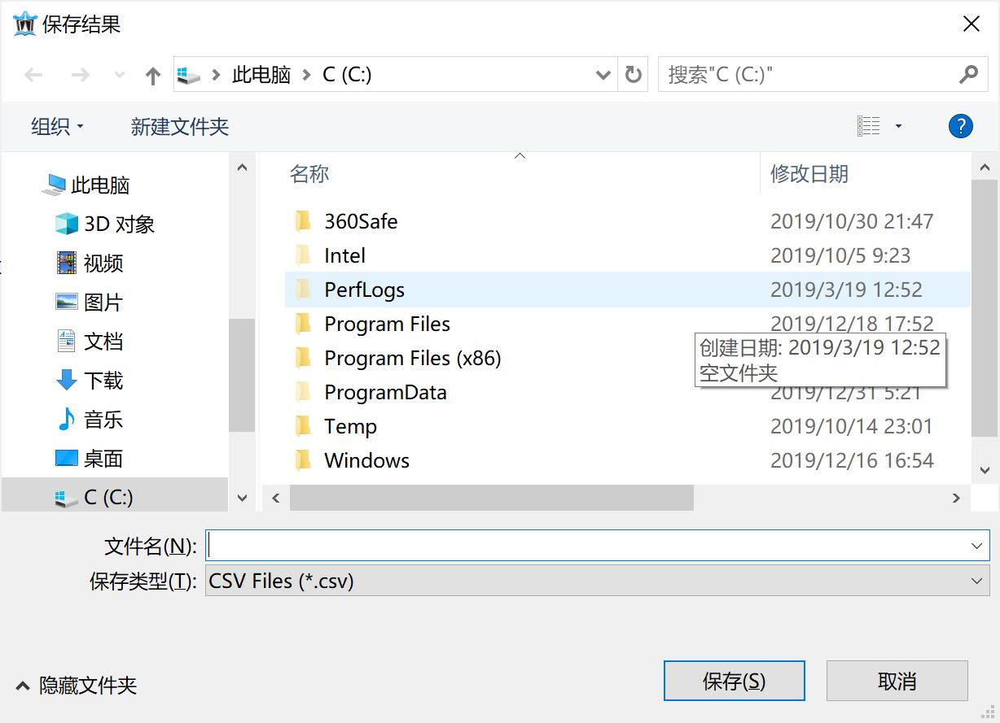 保存结果
此电脑 C (C:)
搜索"C (C:)"
组织
新建文件夹
?
此电脑
3D 对象
视频
图片
文档
下载
音乐
桌面
C (C:)
名称 修改日期
360Safe 2019/10/30 21:47
Intel 2019/10/5 9:23
PerfLogs 2019/3/19 12:52
Program Files 2019/12/18 17:52
Program Files (x86)
创建日期: 2019/3/19 12:52
空文件夹
ProgramData 2019/12/31 5:21
Temp 2019/10/14 23:01
Windows 2019/12/16 16:54
文件名(N):
保存类型(T): CSV Files (*.csv)
隐藏文件夹
保存(S)
取消